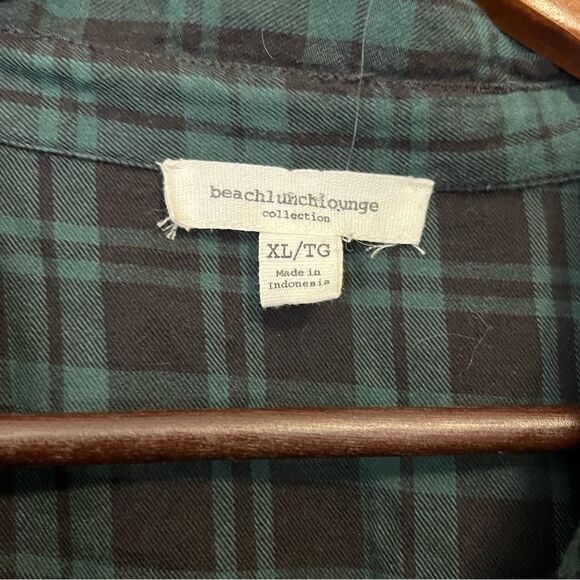 beachlunchlounge
collection
XL/TG
Made in
Indonesia